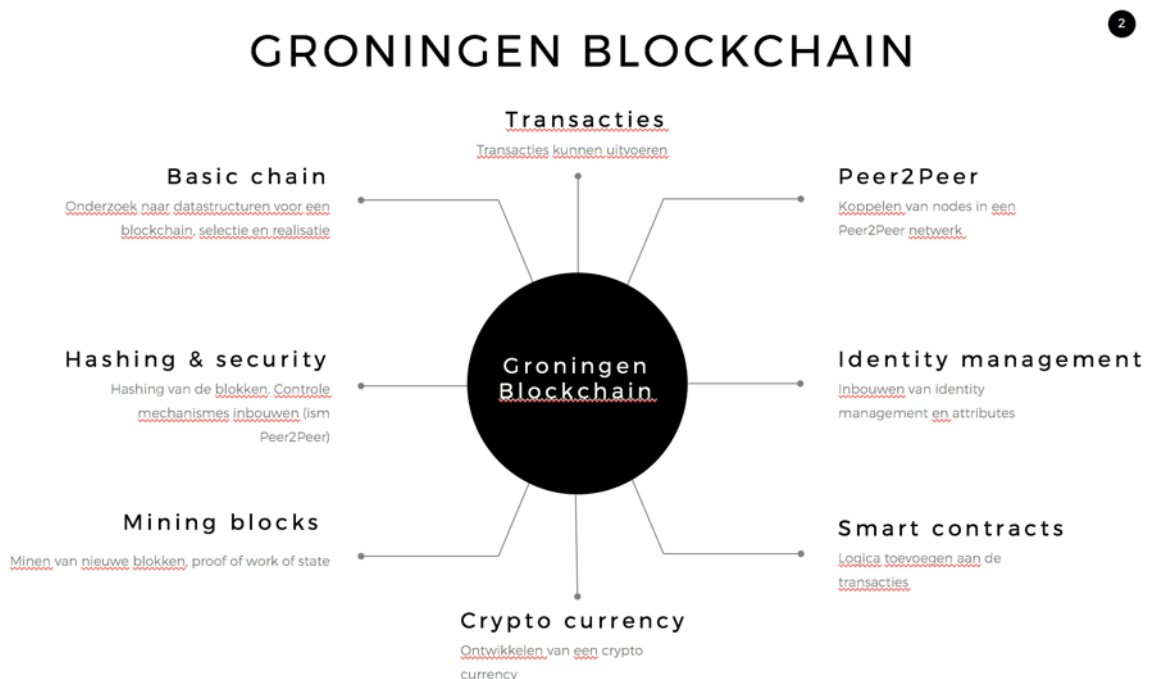 2
GRONINGEN BLOCKCHAIN
Transacties
Transacties kunnen uitvoeren
Basic chain
Onderzoek naar datastructuren voor een
blockchain, selectie en realisatie
Peer2Peer
Koppelen van nodes in een
Peer2Peer netwerk
Hashing & security
Hashing van de blokken, Controle
mechanismes inbouwen (ism
Peer2Peer)
Groningen
Blockchain
Identity management
Inbouwen van identity
management en attributes
Mining blocks
Minen van nieuwe blokken, proof of work of state
Smart contracts
Logica toevoegen aan de
transacties
Crypto currency
Ontwikkelen van een crypto
currency